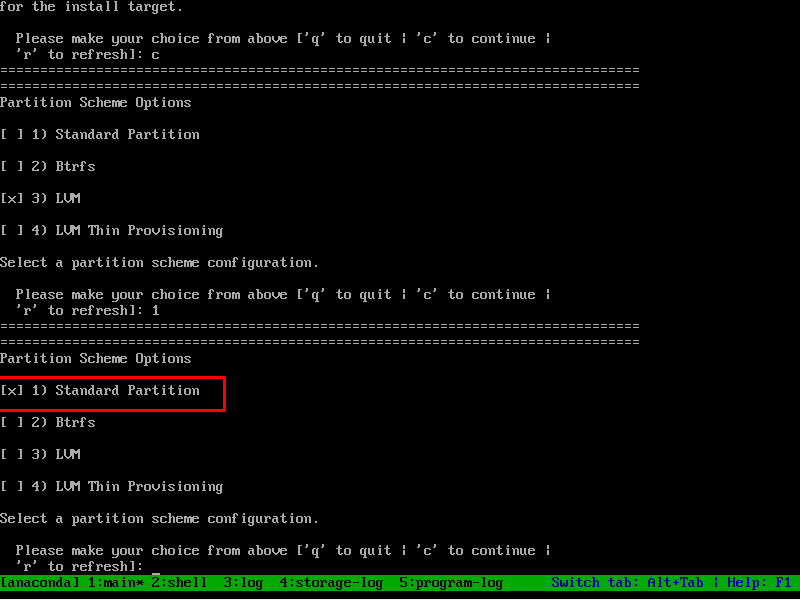 for the install target.
Please make your choice from above ['q' to quit | 'c' to continue |
'r' to refresh]: c
================================================================================
================================================================================
Partition Scheme Options
[ ] 1) Standard Partition
[ ] 2) Btrfs
[x] 3) LVM
[ ] 4) LVM Thin Provisioning
Select a partition scheme configuration.
Please make your choice from above ['q' to quit | 'c' to continue |
'r' to refresh]: 1
================================================================================
================================================================================
Partition Scheme Options
[x] 1) Standard Partition
[ ] 2) Btrfs
[ ] 3) LVM
[ ] 4) LVM Thin Provisioning
Select a partition scheme configuration.
Please make your choice from above ['q' to quit | 'c' to continue |
'r' to refresh]: _
[anaconda] 1:main* 2:shell  3:log  4:storage-log  5:program-log      Switch tab: Alt+Tab | Help: F1